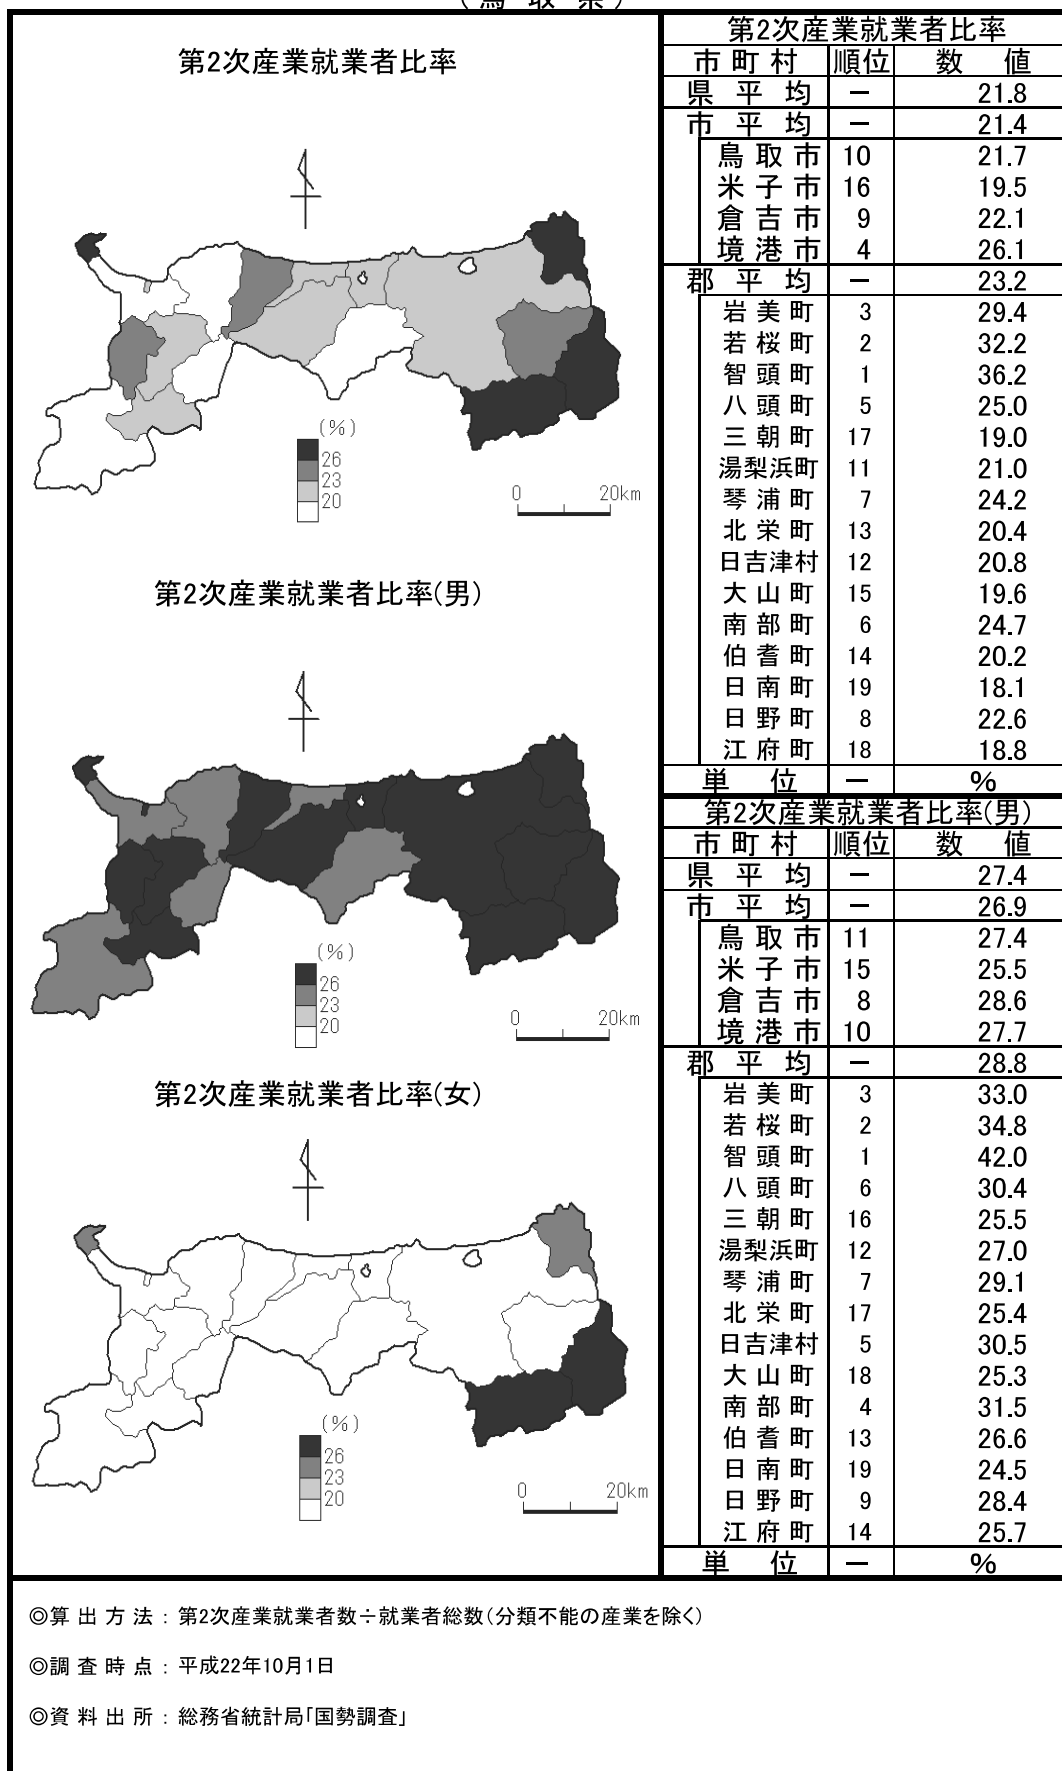 (鳥 取 県)
第2次産業就業者比率
(%)
26
23
20
0 20km
第2次産業就業者比率(男)
(%)
26
23
20
0 20km
第2次産業就業者比率(女)
(%)
26
23
20
0 20km
第2次産業就業者比率
市 町 村 順位 数 値
県 平 均 － 21.8
市 平 均 － 21.4
鳥 取 市 10 21.7
米 子 市 16 19.5
倉 吉 市 9 22.1
境 港 市 4 26.1
郡 平 均 － 23.2
岩 美 町 3 29.4
若 桜 町 2 32.2
智 頭 町 1 36.2
八 頭 町 5 25.0
三 朝 町 17 19.0
湯梨浜町 11 21.0
琴 浦 町 7 24.2
北 栄 町 13 20.4
日吉津村 12 20.8
大 山 町 15 19.6
南 部 町 6 24.7
伯 耆 町 14 20.2
日 南 町 19 18.1
日 野 町 8 22.6
江 府 町 18 18.8
単 位 － %
第2次産業就業者比率(男)
市 町 村 順位 数 値
県 平 均 － 27.4
市 平 均 － 26.9
鳥 取 市 11 27.4
米 子 市 15 25.5
倉 吉 市 8 28.6
境 港 市 10 27.7
郡 平 均 － 28.8
岩 美 町 3 33.0
若 桜 町 2 34.8
智 頭 町 1 42.0
八 頭 町 6 30.4
三 朝 町 16 25.5
湯梨浜町 12 27.0
琴 浦 町 7 29.1
北 栄 町 17 25.4
日吉津村 5 30.5
大 山 町 18 25.3
南 部 町 4 31.5
伯 耆 町 13 26.6
日 南 町 19 24.5
日 野 町 9 28.4
江 府 町 14 25.7
単 位 － %
◎算 出 方 法 : 第2次産業就業者数÷就業者総数(分類不能の産業を除く)
◎調 査 時 点 : 平成22年10月1日
◎資 料 出 所 : 総務省統計局「国勢調査」